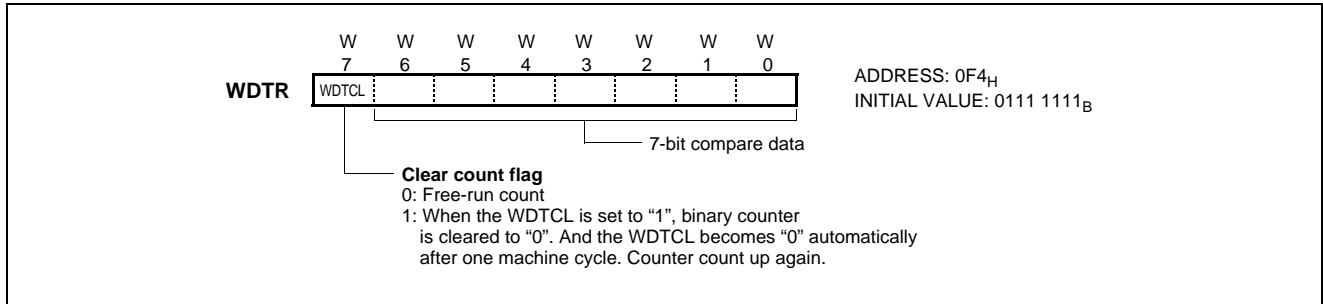 W W W W W W W W
7 6 5 4 3 2 1 0
WDTR WDTCL
ADDRESS: 0F4H
INITIAL VALUE: 0111 1111B
7-bit compare data
Clear count flag
0: Free-run count
1: When the WDTCL is set to “1”, binary counter
is cleared to “0”. And the WDTCL becomes “0” automatically
after one machine cycle. Counter count up again.